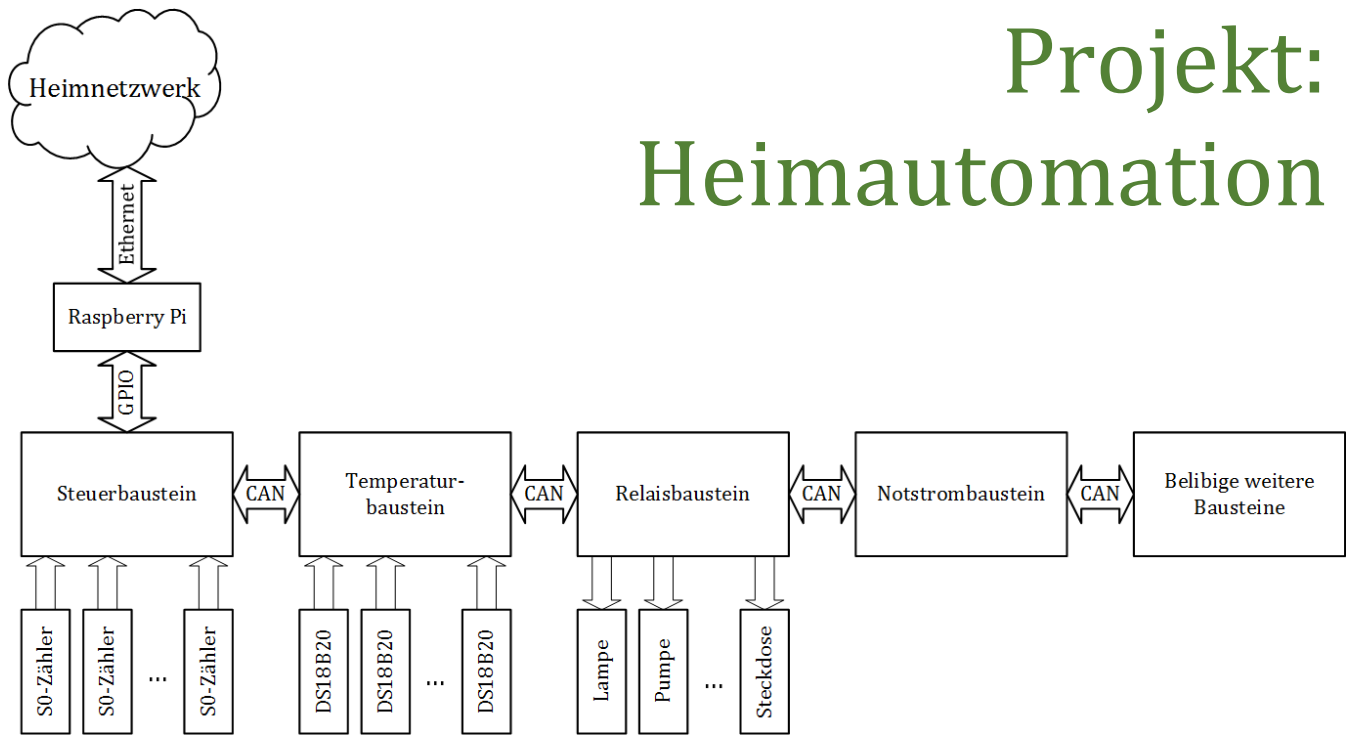 Projekt:
Heimautomation
Heimnetzwerk
Ethernet
Raspberry Pi
GPIO
Steuerbaustein
CAN
Temperatur-
baustein
CAN
Relaisbaustein
CAN
Notstrombaustein
CAN
Belibige weitere
Bausteine
S0-Zähler
S0-Zähler
...
S0-Zähler
DS18B20
DS18B20
...
DS18B20
Lampe
Pumpe
...
Steckdose